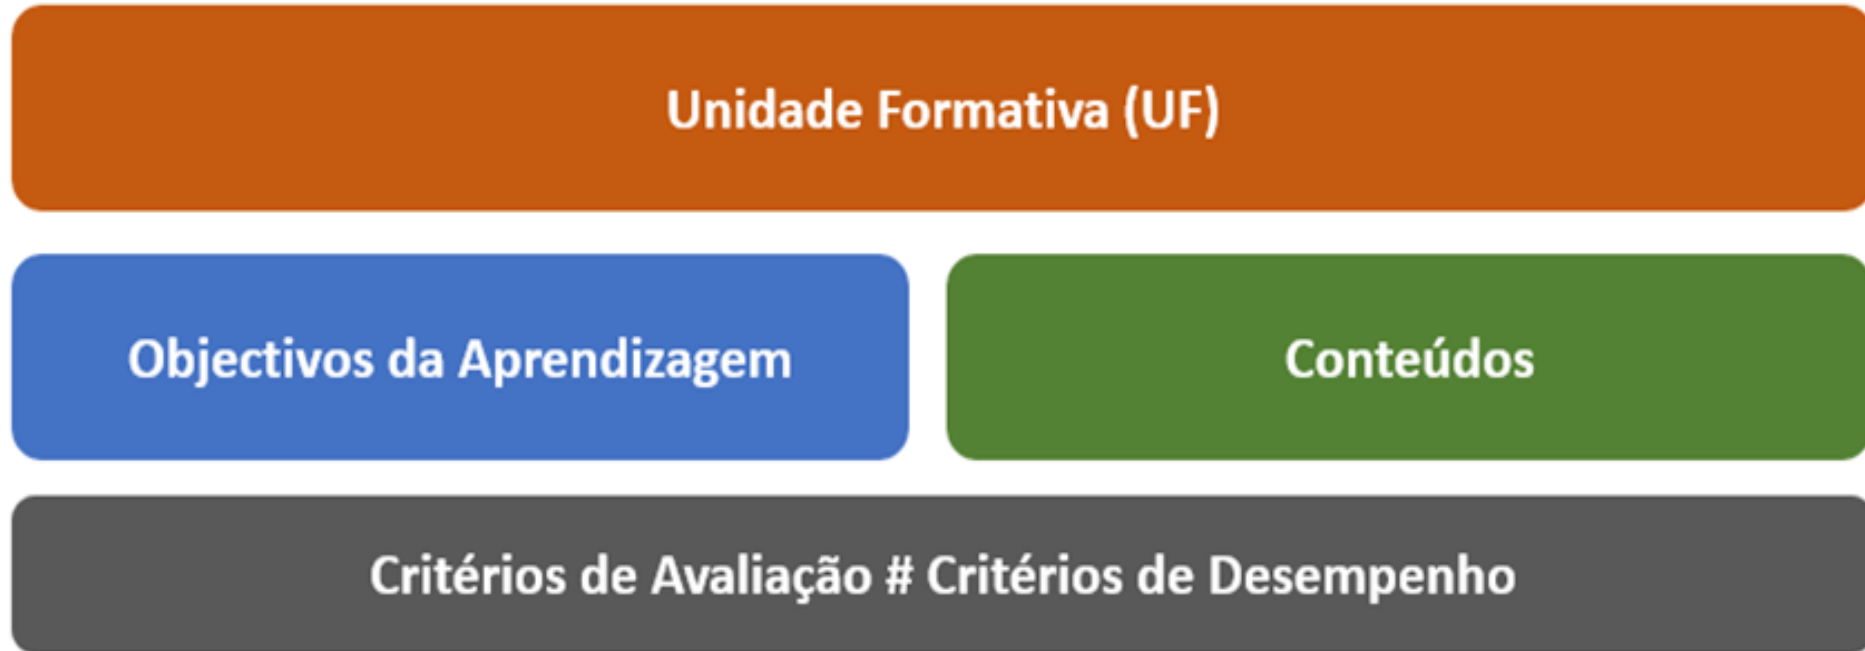 Unidade Formativa (UF)
Objectivos da Aprendizagem
Conteúdos
Critérios de Avaliação # Critérios de Desempenho